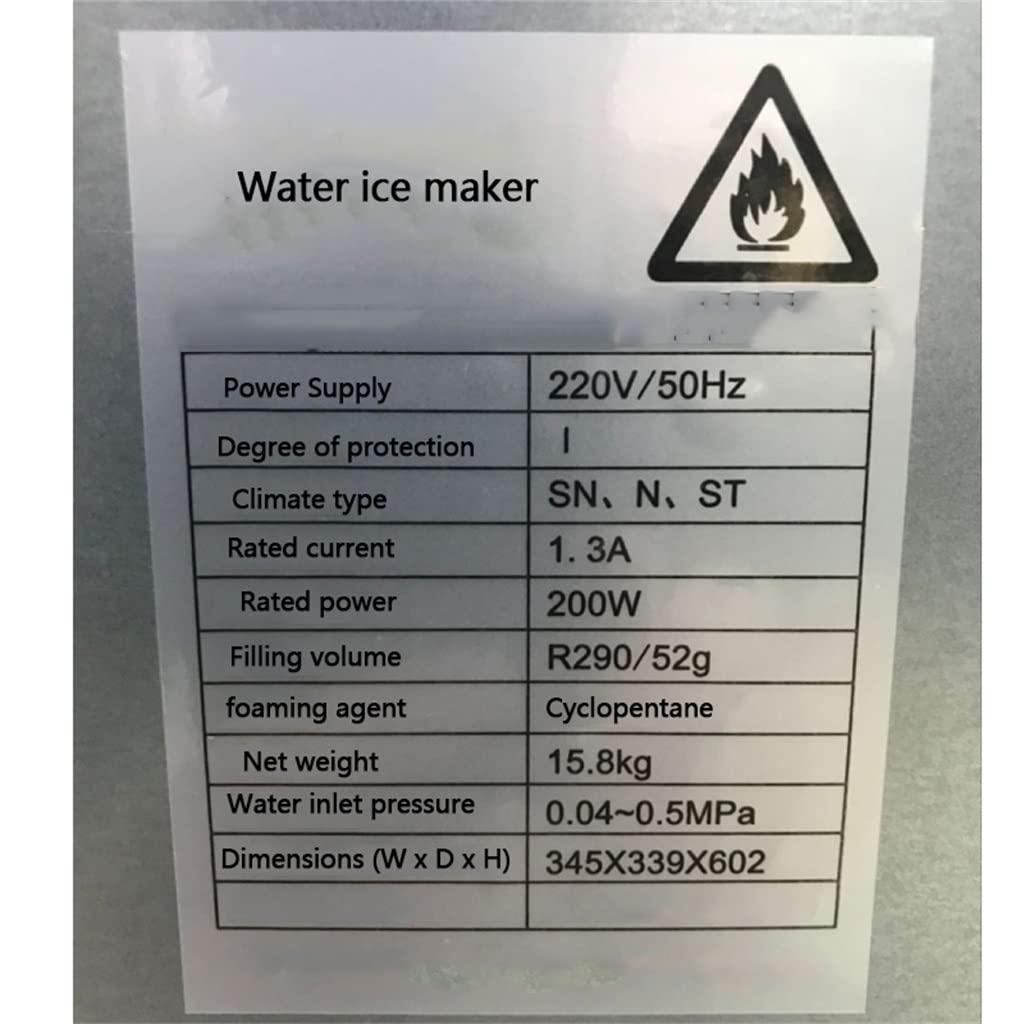 Water ice maker
Power Supply 220V/50Hz
Degree of protection I
Climate type SN、N、ST
Rated current 1. 3A
Rated power 200W
Filling volume R290/52g
foaming agent Cyclopentane
Net weight 15.8kg
Water inlet pressure 0.04~0.5MPa
Dimensions (W x D x H) 345X339X602